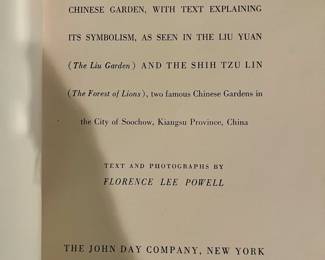 CHINESE GARDEN, WITH TEXT EXPLAINING
ITS SYMBOLISM, AS SEEN IN THE LIU YUAN
(The Liu Garden) AND THE SHIH TZU LIN
(The Forest of Lions), two famous Chinese Gardens in
the City of Soochow, Kiangsu Province, China
TEXT AND PHOTOGRAPHS BY
FLORENCE LEE POWELL
THE JOHN DAY COMPANY, NEW YORK